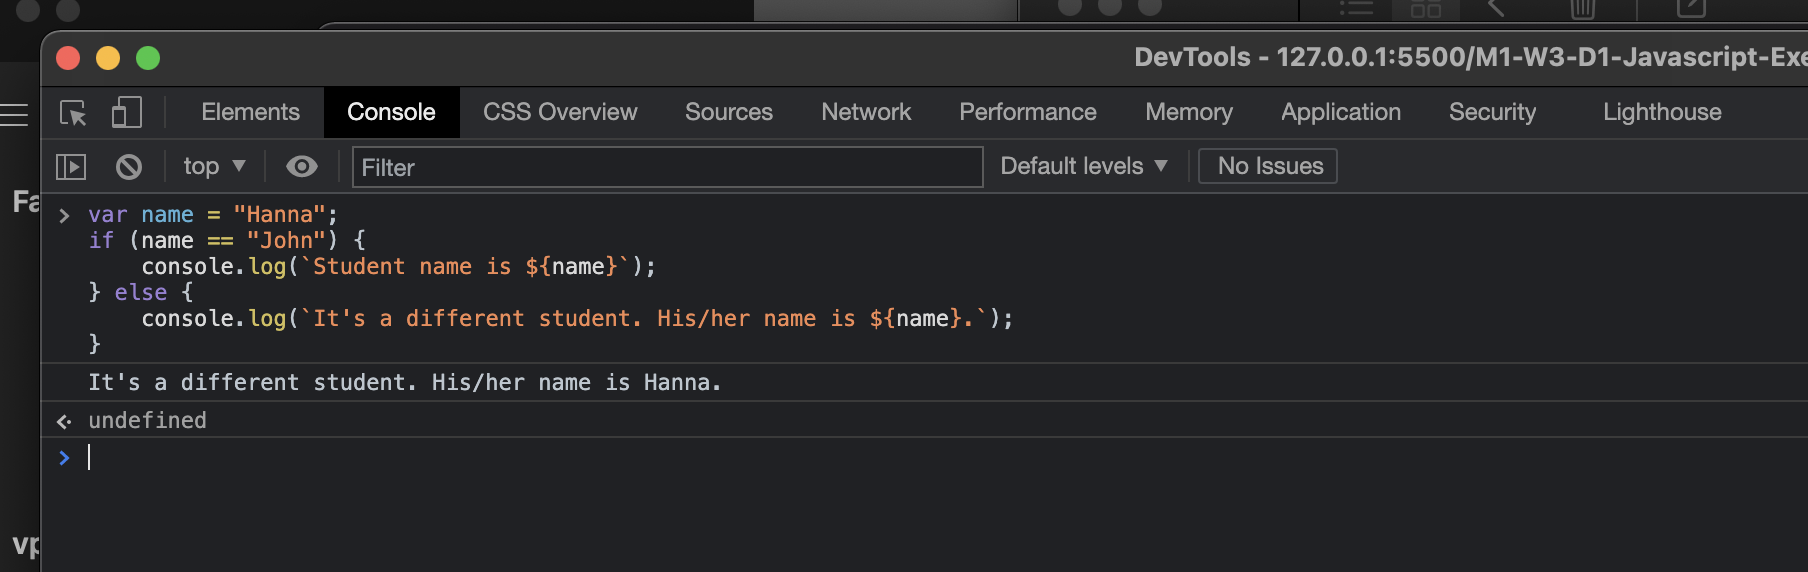 DevTools - 127.0.0.1:5500/M1-W3-D1-Javascript-Exe
Elements Console CSS Overview Sources Network Performance Memory Application Security Lighthouse
top Filter Default levels No Issues
Fa
> var name = "Hanna";
if (name == "John") {
    console.log(`Student name is ${name}`);
} else {
    console.log(`It's a different student. His/her name is ${name}.`);
}
It's a different student. His/her name is Hanna.
undefined
>
vp